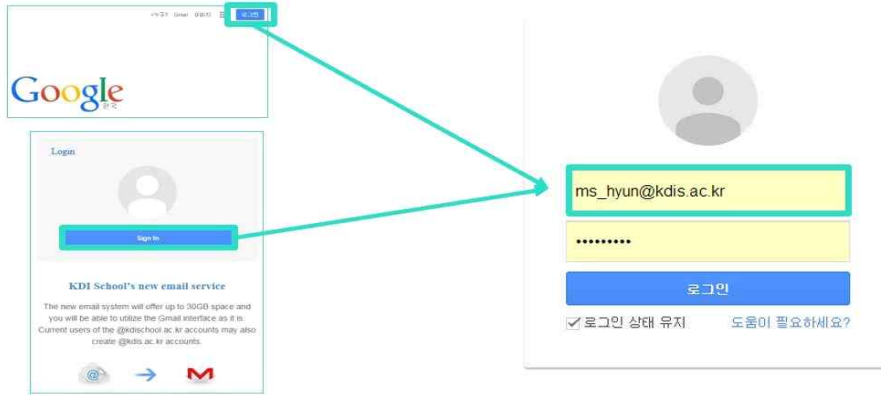 Gmail
로그인
Google
한국
Login
Sign In
KDI School's new email service
The new email system will offer up to 30GB space and
you will be able to utilize the Gmail interface as it is.
Current users of the @kdischool.ac.kr accounts may also
create @kdis.ac.kr accounts.
@
ms_hyun@kdis.ac.kr
•••••••••
로그인
로그인 상태 유지 도움이 필요하세요?